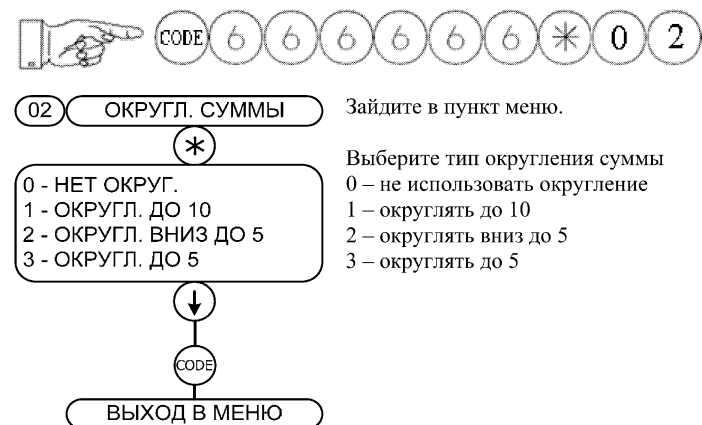 CODE 6 6 6 6 6 6 * 0 2
02 ОКРУГЛ. СУММЫ
Зайдите в пункт меню.
*
0 - НЕТ ОКРУГ.
1 - ОКРУГЛ. ДО 10
2 - ОКРУГЛ. ВНИЗ ДО 5
3 - ОКРУГЛ. ДО 5
Выберите тип округления суммы
0 – не использовать округление
1 – округлять до 10
2 – округлять вниз до 5
3 – округлять до 5
↓
CODE
ВЫХОД В МЕНЮ